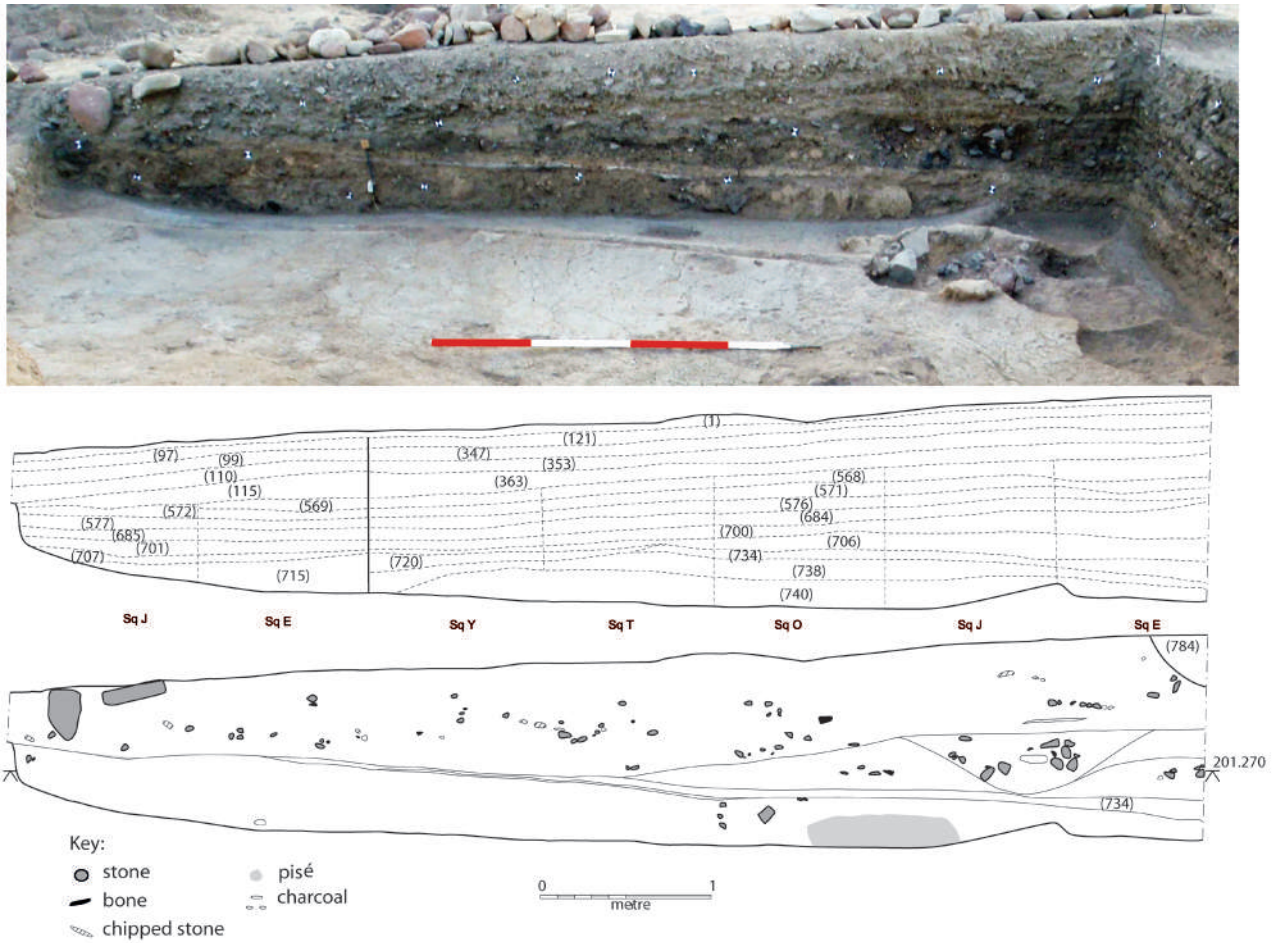 (1)
(121)
(97) (99) (347) (353)
(110) (363) (568)
(115) (571)
(572) (569) (576)
(577) (684)
(685) (700) (706)
(701)
(707) (720) (734)
(715) (738)
(740)
Sq J Sq E Sq Y Sq T Sq O Sq J Sq E
(784)
201.270
(734)
Key:
stone pisé
bone charcoal
chipped stone
0 1
metre